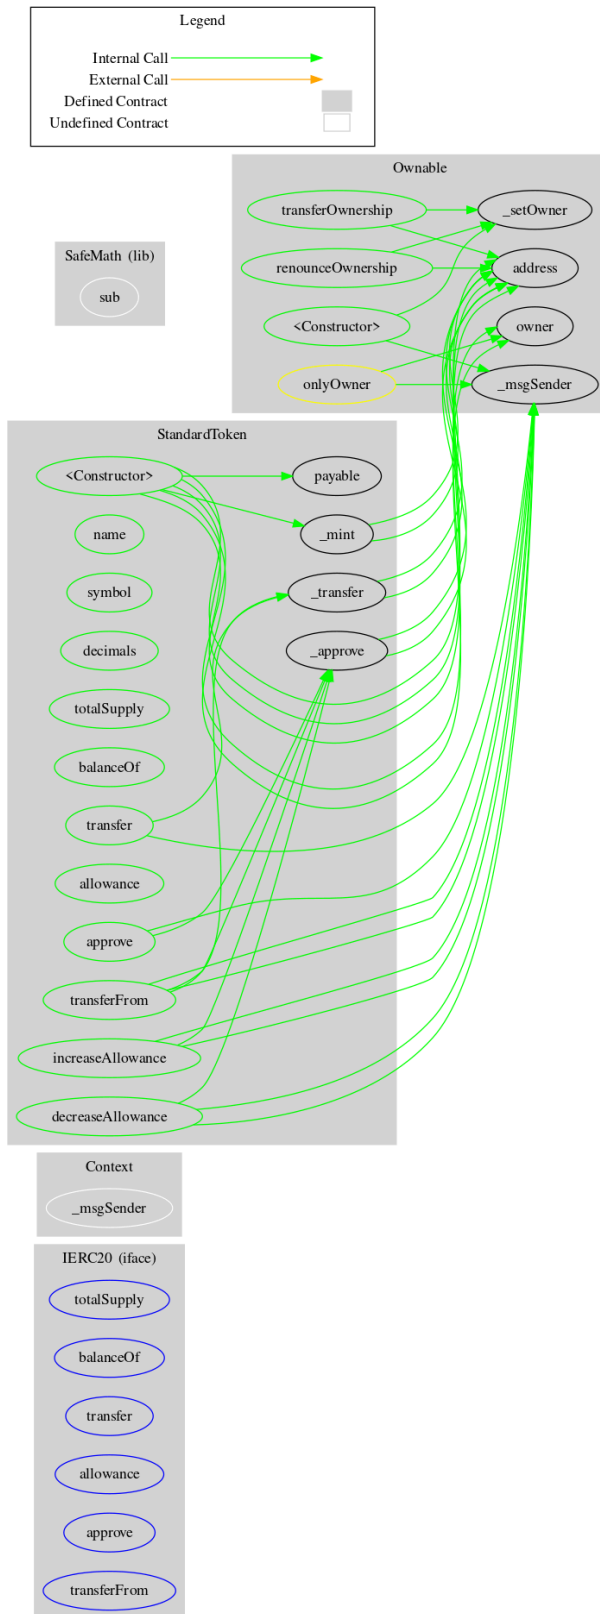 Legend
Internal Call
External Call
Defined Contract
Undefined Contract
Ownable
transferOwnership
_setOwner
renounceOwnership
address
<Constructor>
owner
onlyOwner
_msgSender
SafeMath (lib)
sub
StandardToken
<Constructor>
payable
name
_mint
symbol
_transfer
decimals
_approve
totalSupply
balanceOf
transfer
allowance
approve
transferFrom
increaseAllowance
decreaseAllowance
Context
_msgSender
IERC20 (iface)
totalSupply
balanceOf
transfer
allowance
approve
transferFrom